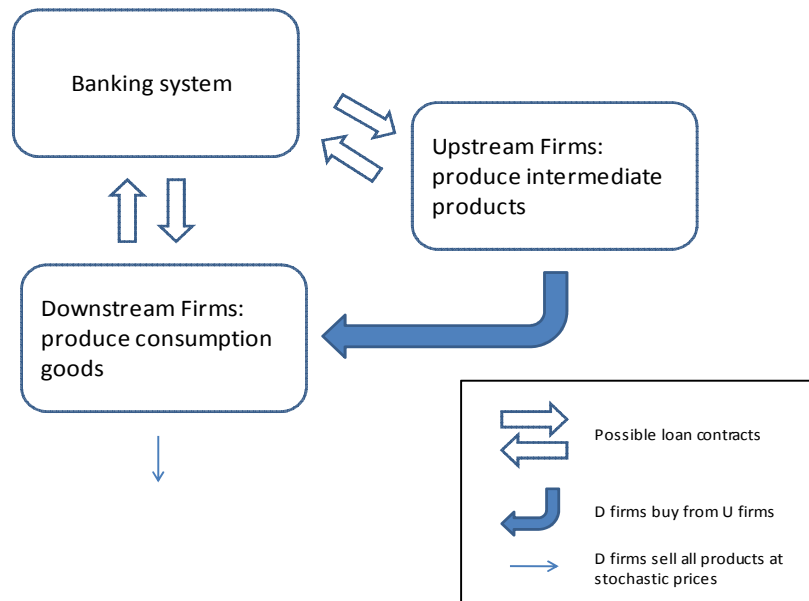 Banking system
Upstream Firms:
produce intermediate
products
Downstream Firms:
produce consumption
goods
Possible loan contracts
D firms buy from U firms
D firms sell all products at
stochastic prices